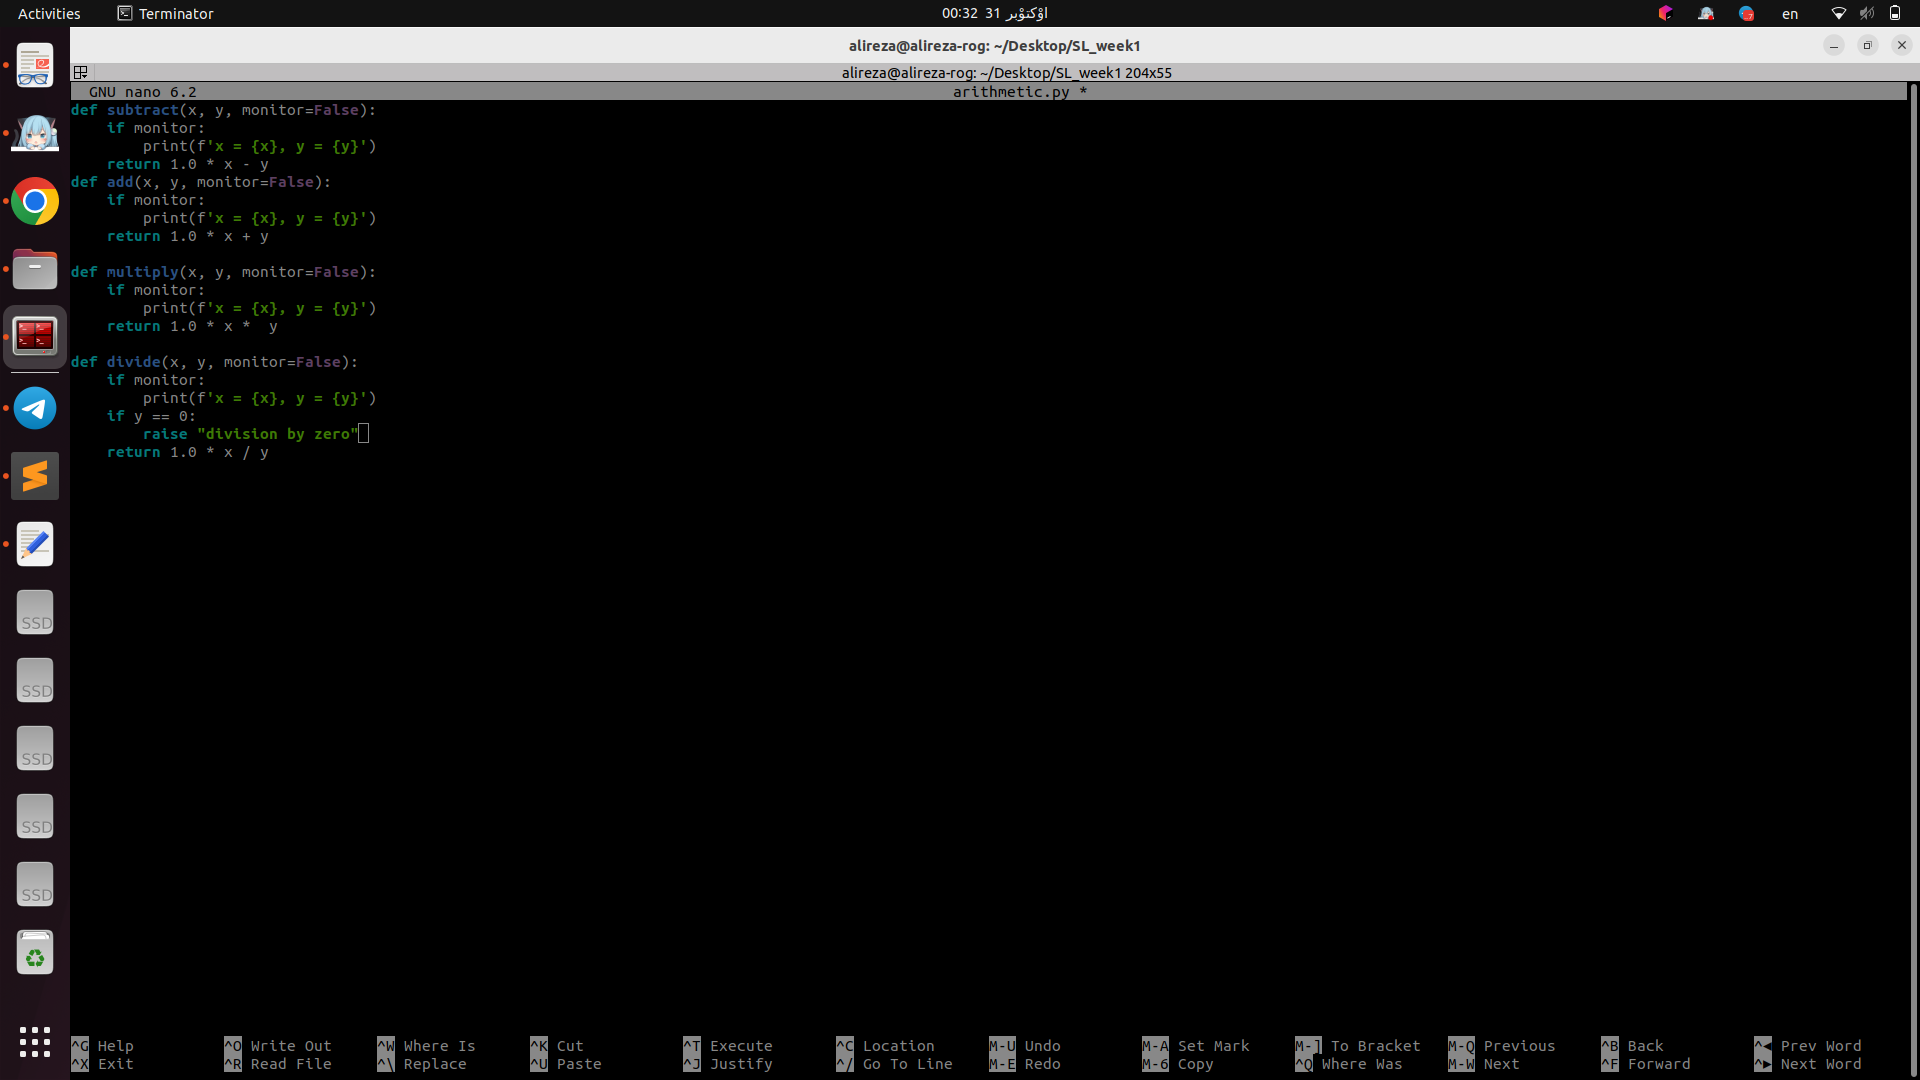 Activities Terminator 00:32 31 اوْکتوْبر en
alireza@alireza-rog: ~/Desktop/SL_week1
alireza@alireza-rog: ~/Desktop/SL_week1 204x55
GNU nano 6.2 arithmetic.py *
def subtract(x, y, monitor=False):
    if monitor:
        print(f'x = {x}, y = {y}')
    return 1.0 * x - y
def add(x, y, monitor=False):
    if monitor:
        print(f'x = {x}, y = {y}')
    return 1.0 * x + y
def multiply(x, y, monitor=False):
    if monitor:
        print(f'x = {x}, y = {y}')
    return 1.0 * x *  y
def divide(x, y, monitor=False):
    if monitor:
        print(f'x = {x}, y = {y}')
    if y == 0:
        raise "division by zero"
    return 1.0 * x / y
SSD
SSD
SSD
SSD
SSD
^G Help ^O Write Out ^W Where Is ^K Cut ^T Execute ^C Location M-U Undo M-A Set Mark M-] To Bracket M-Q Previous ^B Back ^◄ Prev Word
^X Exit ^R Read File ^\ Replace ^U Paste ^J Justify ^/ Go To Line M-E Redo M-6 Copy ^Q Where Was M-W Next ^F Forward ^► Next Word